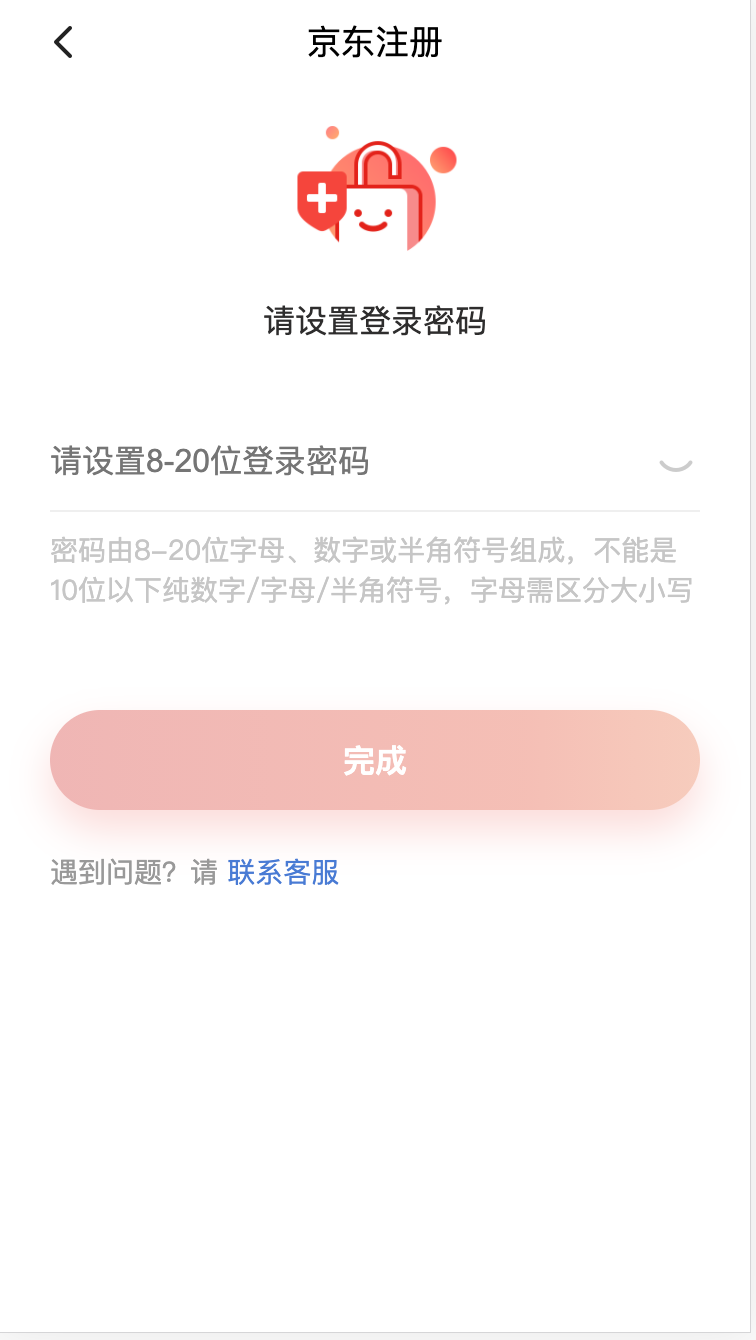 京东注册
请设置登录密码
请设置8-20位登录密码
密码由8-20位字母、数字或半角符号组成，不能是
10位以下纯数字/字母/半角符号，字母需区分大小写
完成
遇到问题？请 联系客服